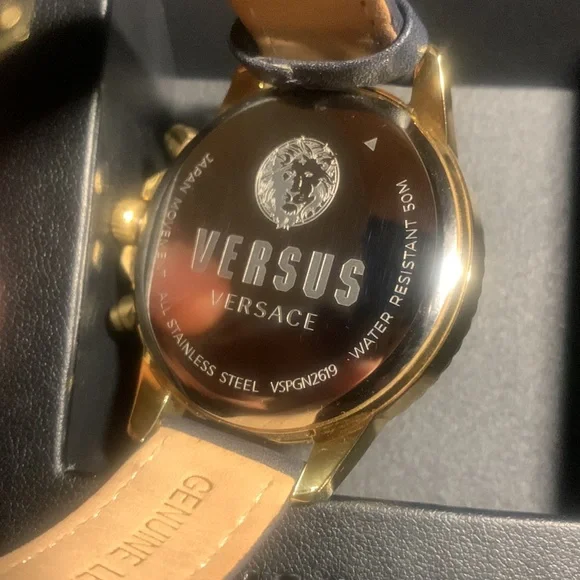 VERSUS
VERSACE
JAPAN MOVEMENT ALL STAINLESS STEEL VSPGN2619 · WATER RESISTANT 50M
GENUINE